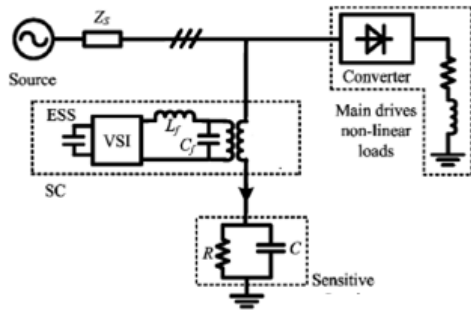 Z_S
Source
Converter
Main drives
non-linear
loads
ESS
VSI
L_f
C_f
SC
R
C
Sensitive